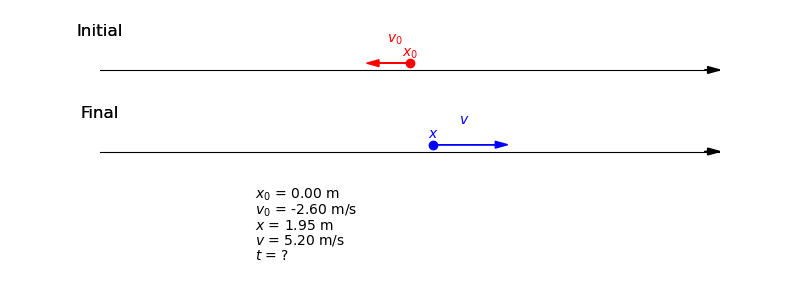 Initial
v₀
x₀
Final
v
x
x₀ = 0.00 m
v₀ = -2.60 m/s
x = 1.95 m
v = 5.20 m/s
t = ?